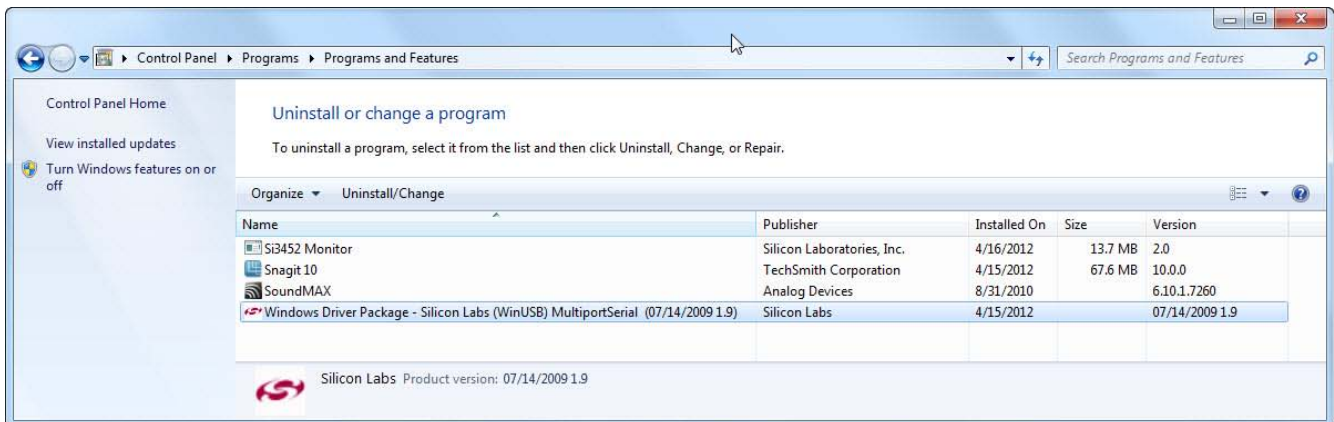 Control Panel Programs Programs and Features Search Programs and Features
Control Panel Home
View installed updates
Turn Windows features on or
off
Uninstall or change a program
To uninstall a program, select it from the list and then click Uninstall, Change, or Repair.
Organize Uninstall/Change
Name Publisher Installed On Size Version
Si3452 Monitor Silicon Laboratories, Inc. 4/16/2012 13.7 MB 2.0
Snagit 10 TechSmith Corporation 4/15/2012 67.6 MB 10.0.0
SoundMAX Analog Devices 8/31/2010 6.10.1.7260
Windows Driver Package - Silicon Labs (WinUSB) MultiportSerial (07/14/2009 1.9) Silicon Labs 4/15/2012 07/14/2009 1.9
Silicon Labs Product version: 07/14/2009 1.9